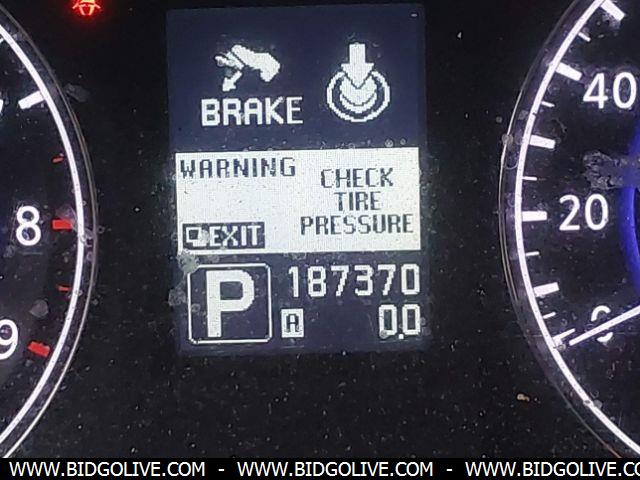 BRAKE
WARNING
CHECK
TIRE
PRESSURE
EXIT
P
187370
A
0.0
8
9
40
20
0
WWW.BIDGOLIVE.COM - WWW.BIDGOLIVE.COM - WWW.BIDGOLIVE.COM